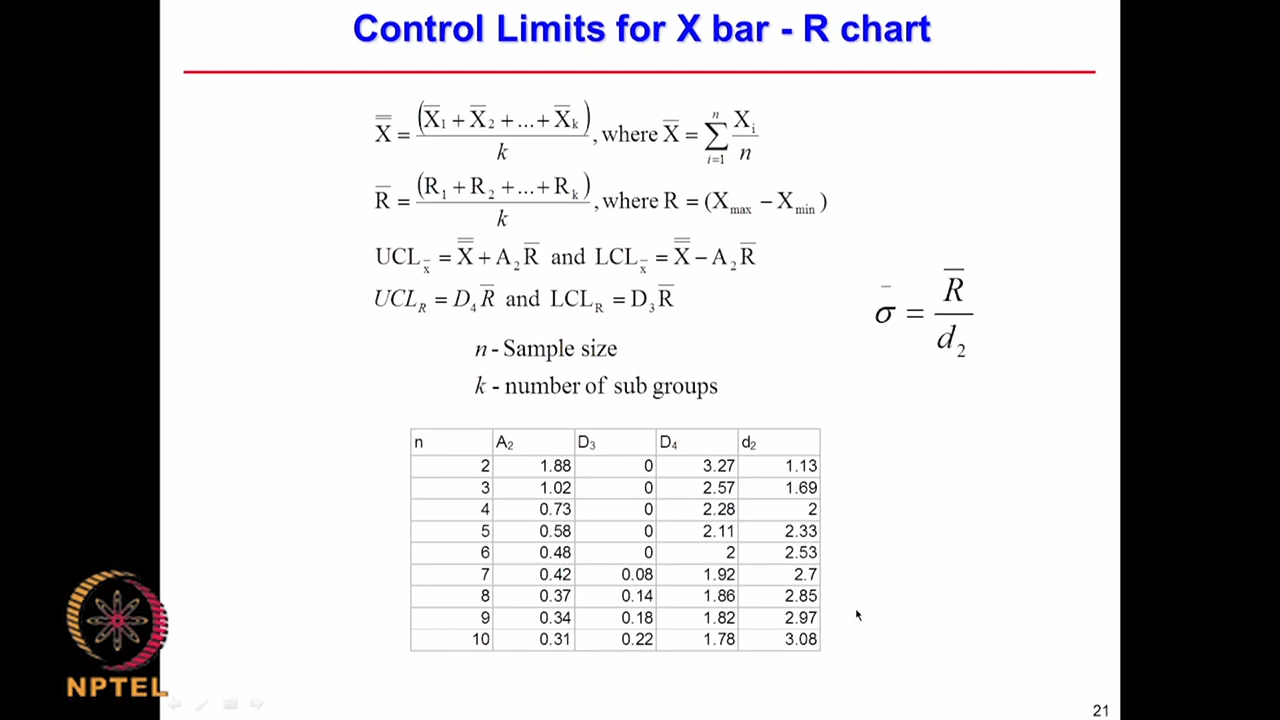 Control Limits for X bar - R chart
X̿ = (X̄₁ + X̄₂ + ... + X̄ₖ) / k , where X̄ = ∑ᵢ₌₁ⁿ Xᵢ / n
R̄ = (R₁ + R₂ + ... + Rₖ) / k , where R = (Xmax − Xmin )
UCLx̄ = X̿ + A₂R̄ and LCLx̄ = X̿ − A₂R̄
UCL_R = D₄R̄ and LCL_R = D₃R̄
σ̄ = R̄ / d₂
n - Sample size
k - number of sub groups
n A₂ D₃ D₄ d₂
2 1.88 0 3.27 1.13
3 1.02 0 2.57 1.69
4 0.73 0 2.28 2
5 0.58 0 2.11 2.33
6 0.48 0 2 2.53
7 0.42 0.08 1.92 2.7
8 0.37 0.14 1.86 2.85
9 0.34 0.18 1.82 2.97
10 0.31 0.22 1.78 3.08
NPTEL
21